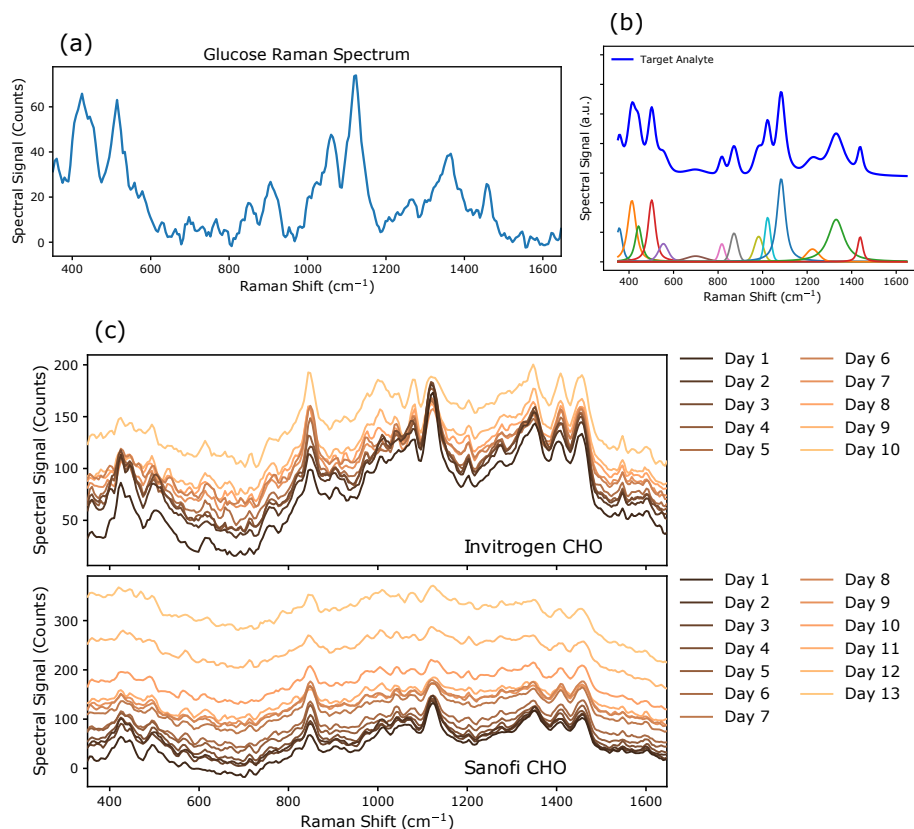 (a)
Glucose Raman Spectrum
Spectral Signal (Counts)
60
40
20
0
400 600 800 1000 1200 1400 1600
Raman Shift (cm⁻¹)
(b)
Target Analyte
Spectral Signal (a.u.)
400 600 800 1000 1200 1400 1600
Raman Shift (cm⁻¹)
(c)
Spectral Signal (Counts)
200
150
100
50
Invitrogen CHO
Day 1 Day 6
Day 2 Day 7
Day 3 Day 8
Day 4 Day 9
Day 5 Day 10
Spectral Signal (Counts)
300
200
100
0
Sanofi CHO
400 600 800 1000 1200 1400 1600
Raman Shift (cm⁻¹)
Day 1 Day 8
Day 2 Day 9
Day 3 Day 10
Day 4 Day 11
Day 5 Day 12
Day 6 Day 13
Day 7